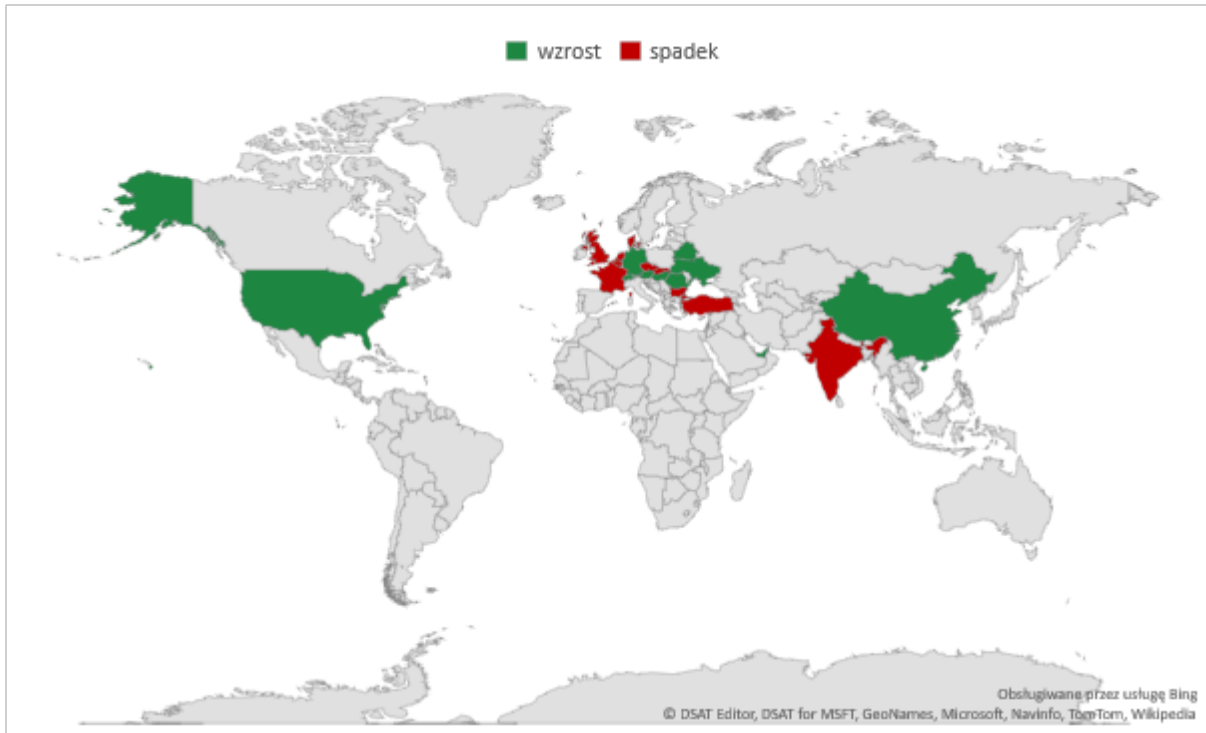 wzrost spadek
Obsługiwane przez usługę Bing
© DSAT Editor, DSAT for MSFT, GeoNames, Microsoft, Navinfo, TomTom, Wikipedia